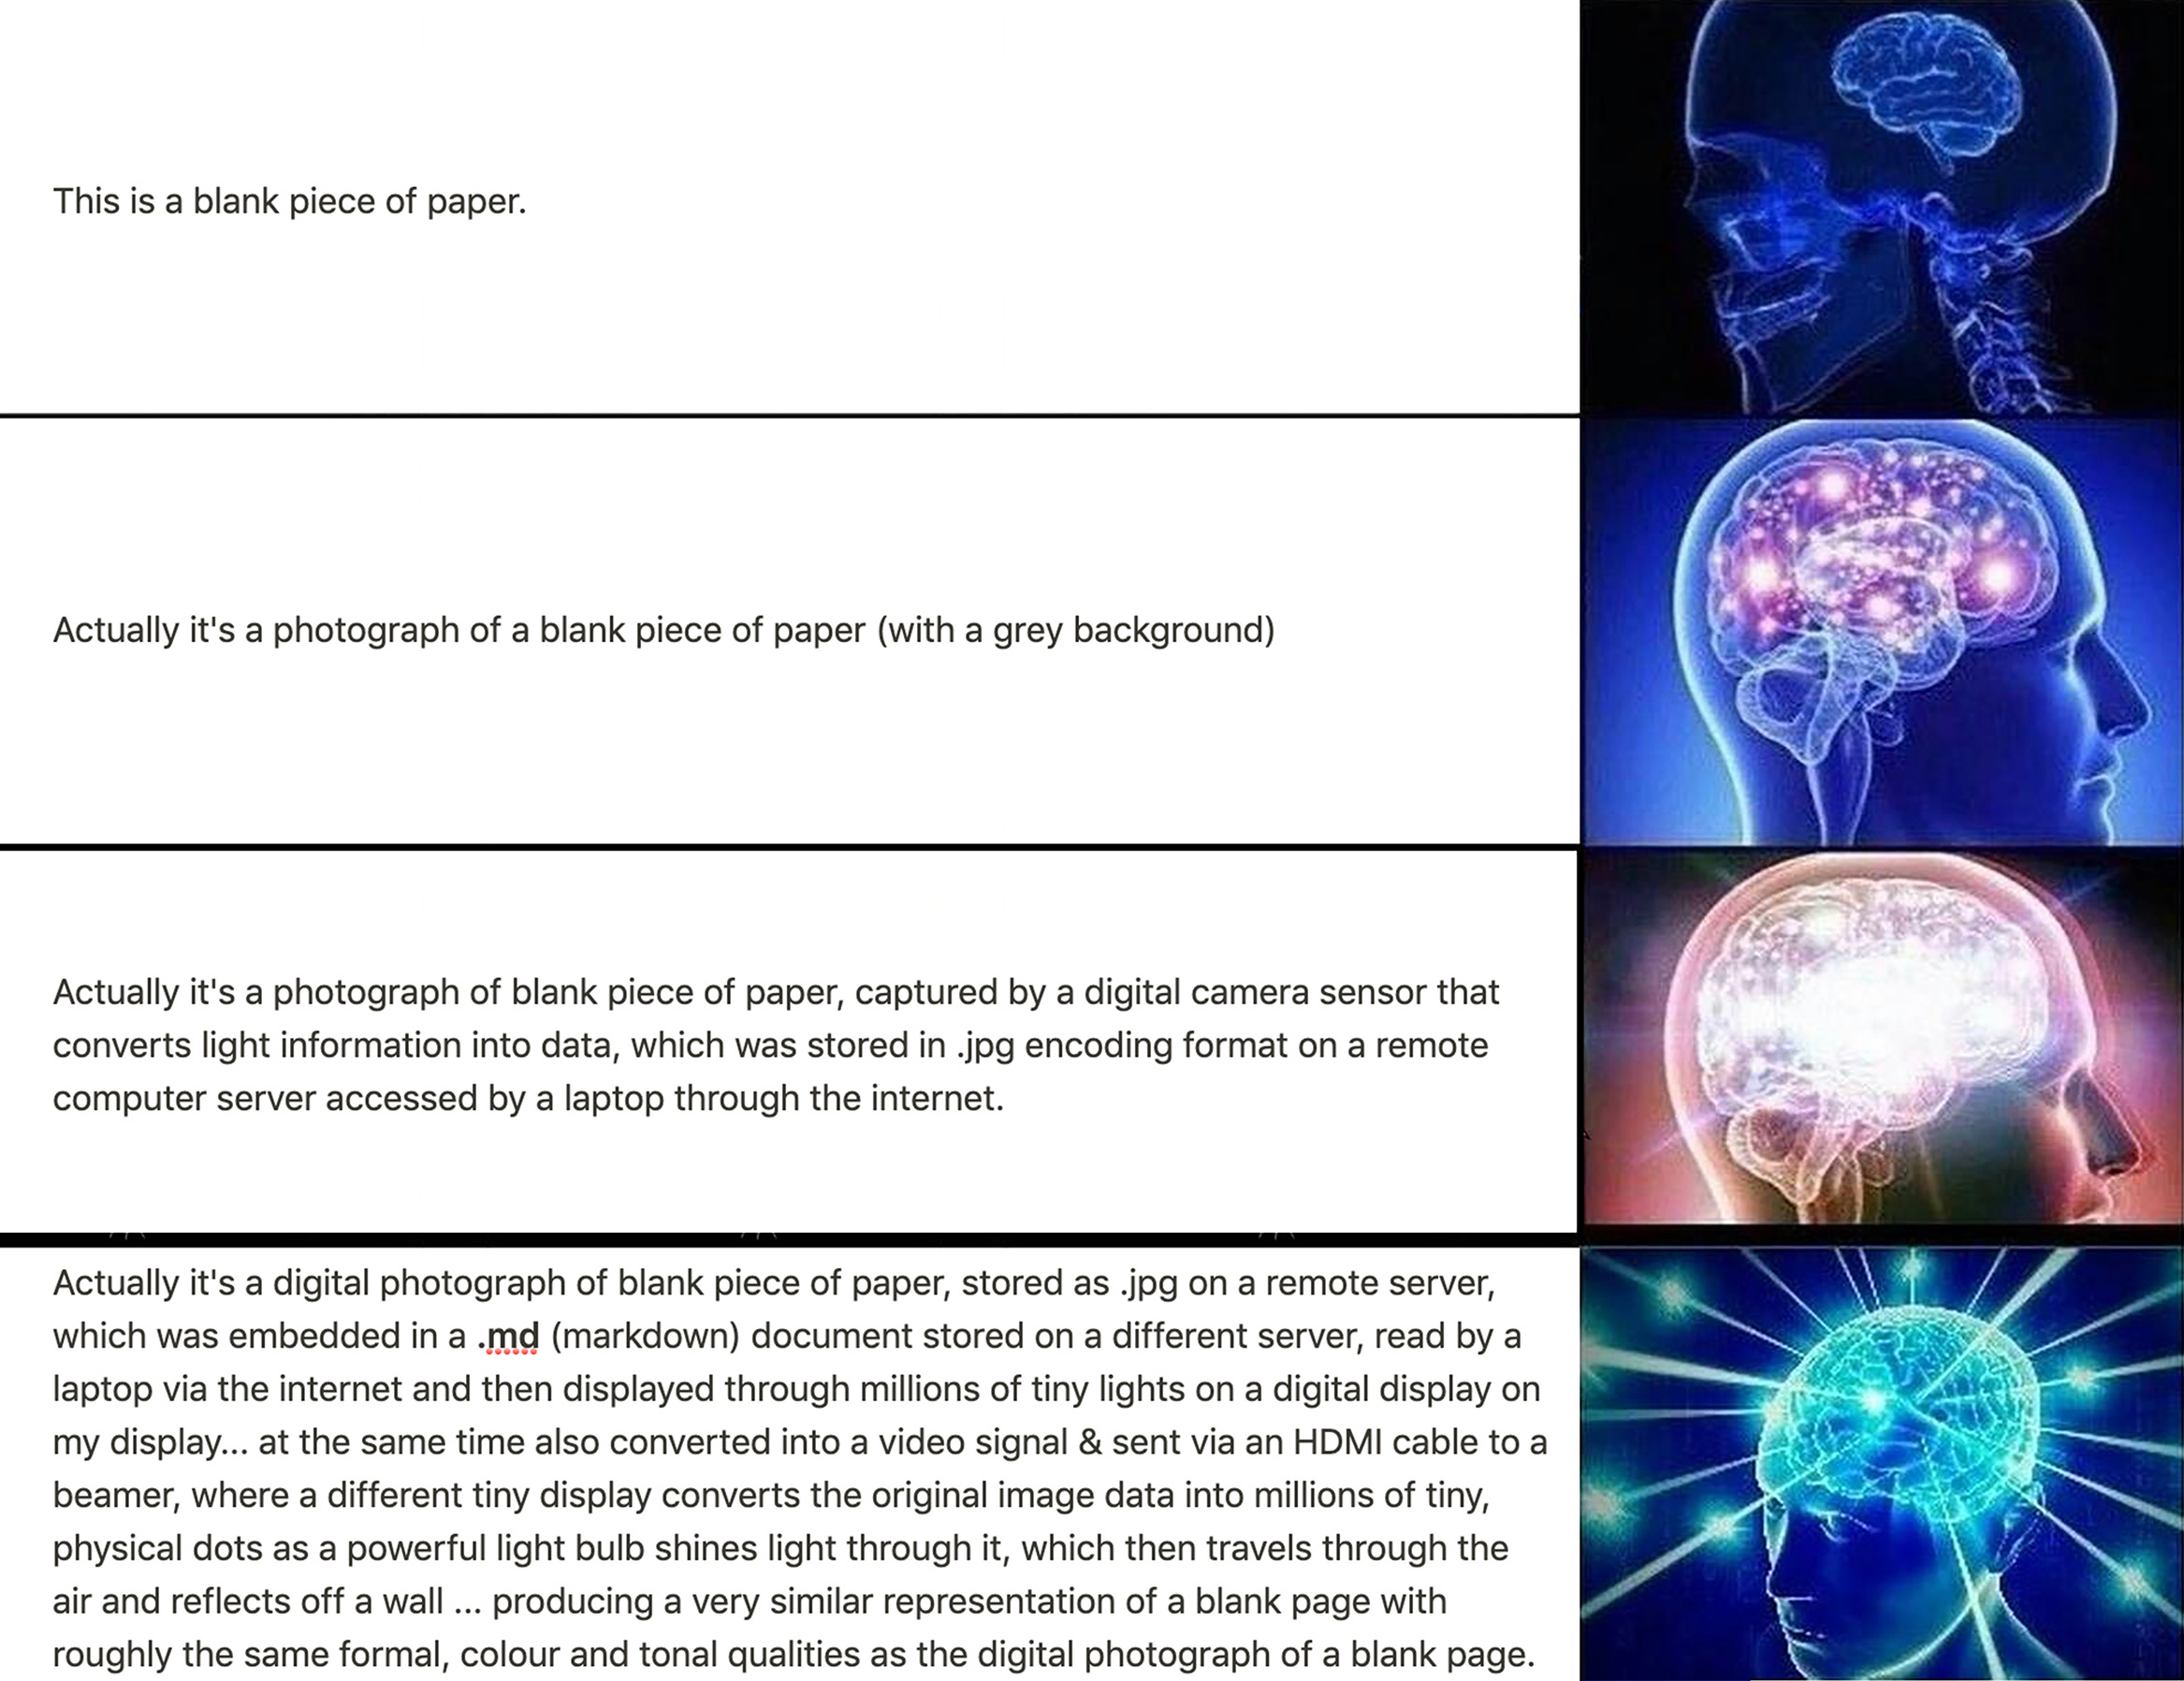 This is a blank piece of paper.
Actually it's a photograph of a blank piece of paper (with a grey background)
Actually it's a photograph of blank piece of paper, captured by a digital camera sensor that
converts light information into data, which was stored in .jpg encoding format on a remote
computer server accessed by a laptop through the internet.
Actually it's a digital photograph of blank piece of paper, stored as .jpg on a remote server,
which was embedded in a .md (markdown) document stored on a different server, read by a
laptop via the internet and then displayed through millions of tiny lights on a digital display on
my display... at the same time also converted into a video signal & sent via an HDMI cable to a
beamer, where a different tiny display converts the original image data into millions of tiny,
physical dots as a powerful light bulb shines light through it, which then travels through the
air and reflects off a wall ... producing a very similar representation of a blank page with
roughly the same formal, colour and tonal qualities as the digital photograph of a blank page.